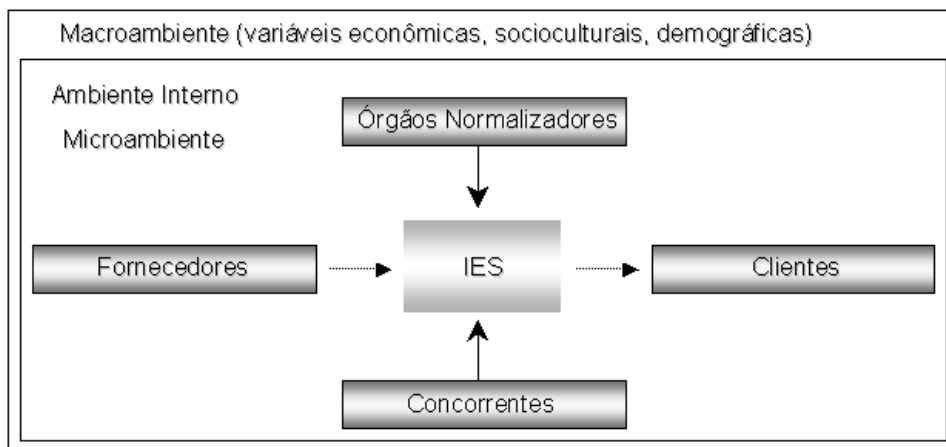 Macroambiente (variáveis econômicas, socioculturais, demográficas)
Ambiente Interno
Microambiente
Órgãos Normalizadores
Fornecedores
IES
Clientes
Concorrentes